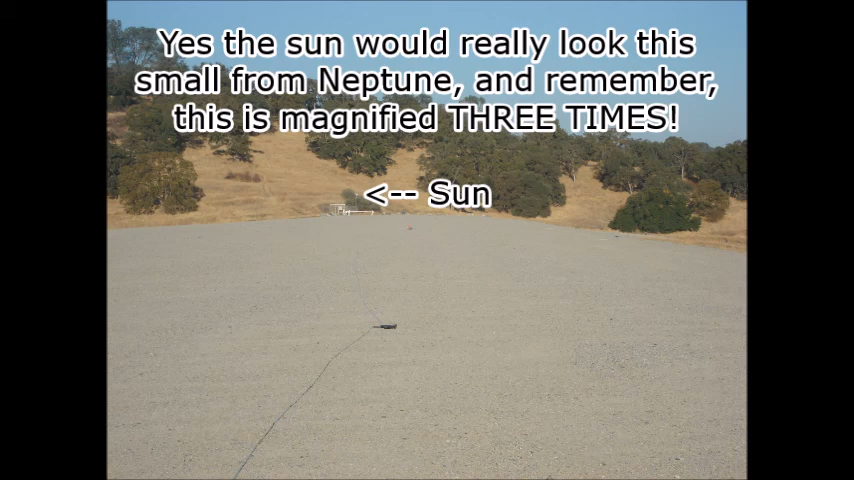 Yes the sun would really look this
small from Neptune, and remember,
this is magnified THREE TIMES!
<-- Sun